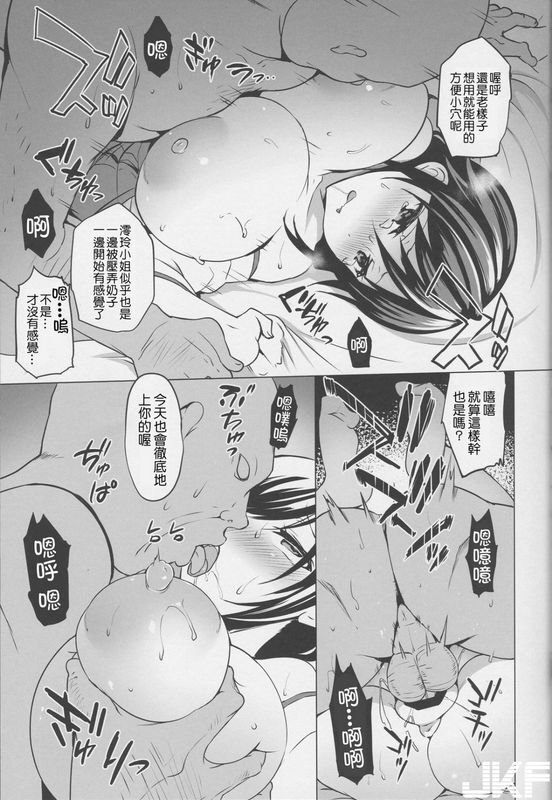 喔呼
還是老樣子
想用就能用的
方便小穴呢
嗯
啊
澪玲小姐似乎也是
一邊被壓弄奶子
一邊開始有感覺了
嗯…嗚
不是…
才沒有感覺…
啊
嘻嘻
就算這樣幹
也是嗎？
嗯噫噫
啊…啊啊
嗯噗嗚
今天也會徹底地
上你的喔
嗯呼嗯
JKF